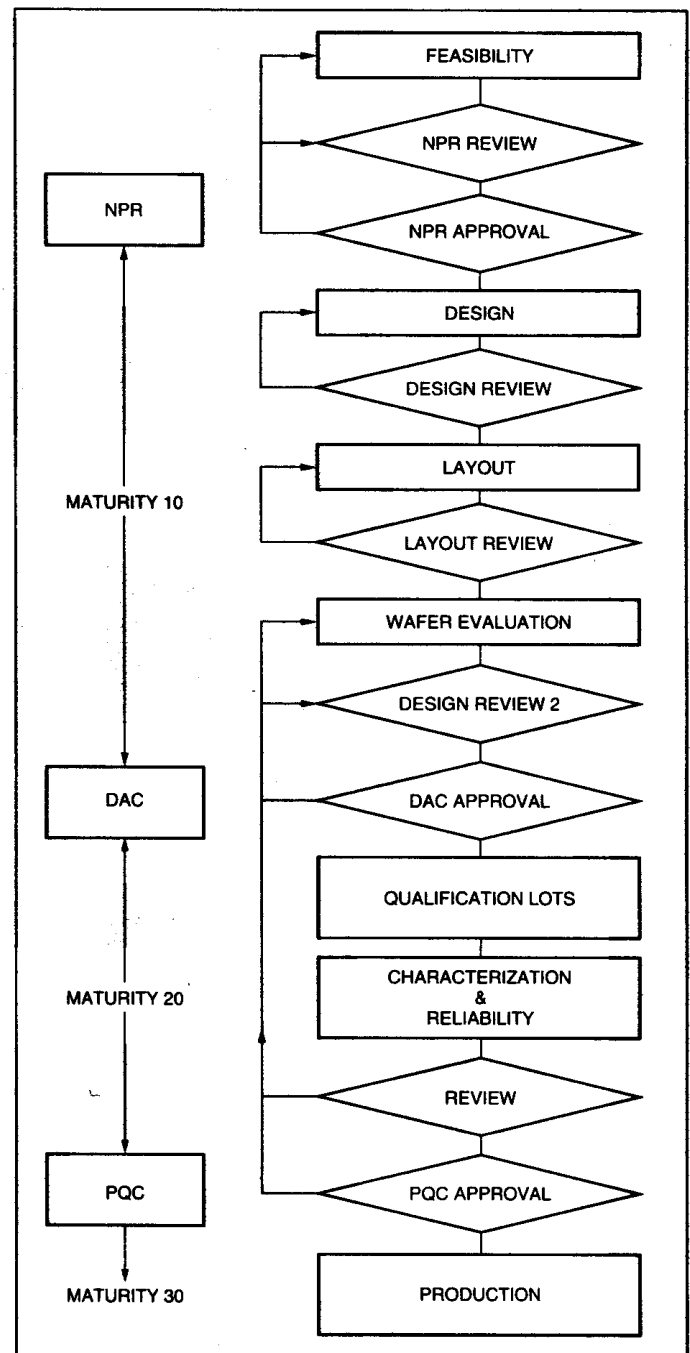 FEASIBILITY
NPR REVIEW
NPR
NPR APPROVAL
DESIGN
DESIGN REVIEW
LAYOUT
MATURITY 10
LAYOUT REVIEW
WAFER EVALUATION
DESIGN REVIEW 2
DAC
DAC APPROVAL
QUALIFICATION LOTS
CHARACTERIZATION
&
RELIABILITY
MATURITY 20
REVIEW
PQC
PQC APPROVAL
MATURITY 30
PRODUCTION